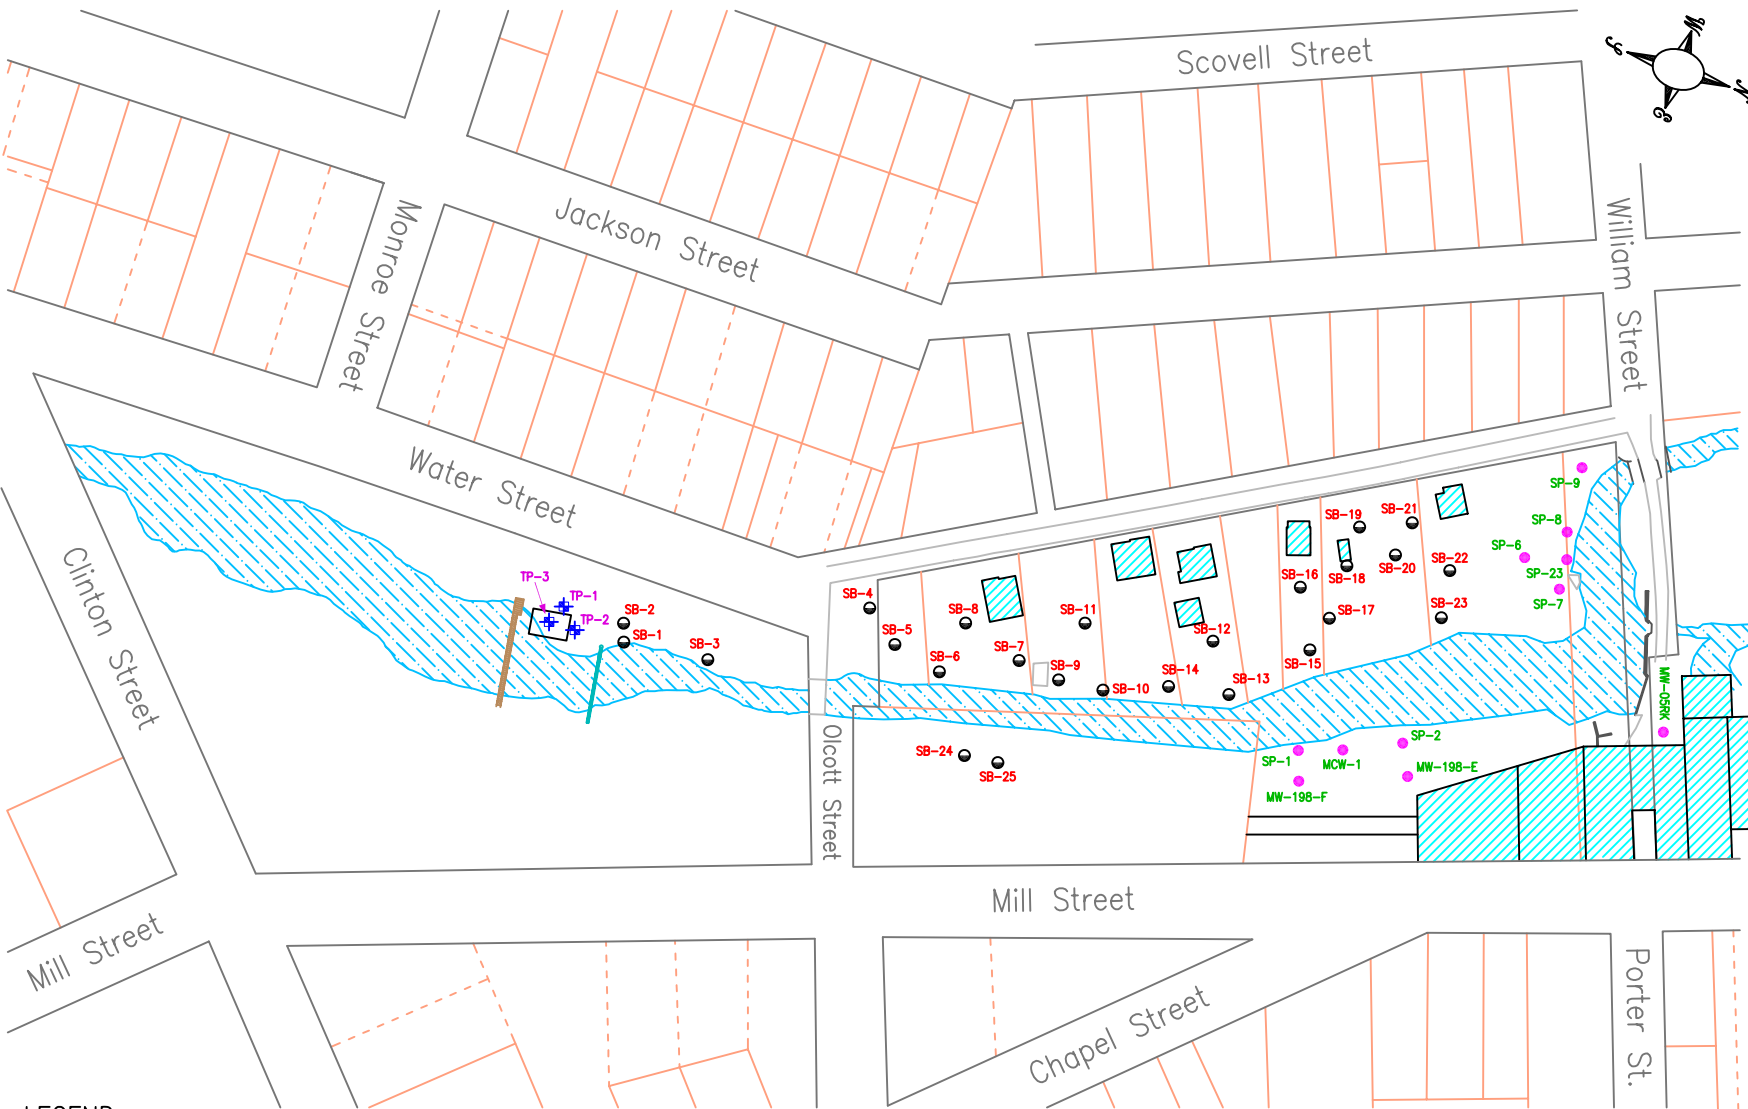 Scovell Street
W
S
N
E
William Street
Monroe Street
Jackson Street
Water Street
Clinton Street
SP-9
SB-19
SB-21
SP-8
SP-6
SB-22
SB-20
SB-18
SP-23
SB-16
SP-7
TP-3
TP-1
TP-2
SB-2
SB-1
SB-3
SB-4
SB-8
SB-11
SB-17
SB-23
SB-5
SB-12
SB-7
SB-6
SB-9
SB-14
SB-15
SB-13
SB-10
MW-05RK
SP-2
SB-24
SB-25
SP-1
MCW-1
MW-198-E
MW-198-F
Olcott Street
Mill Street
Mill Street
Chapel Street
Porter St.
LEGEND